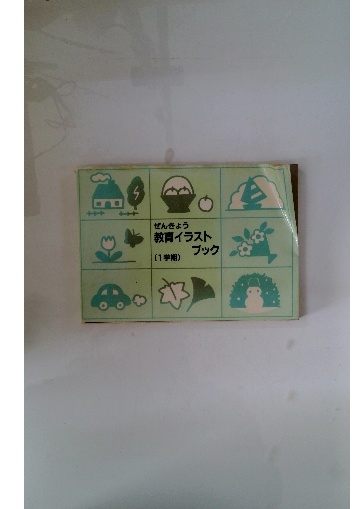 ぜんきょう
教育イラスト
ブック
（1学期）